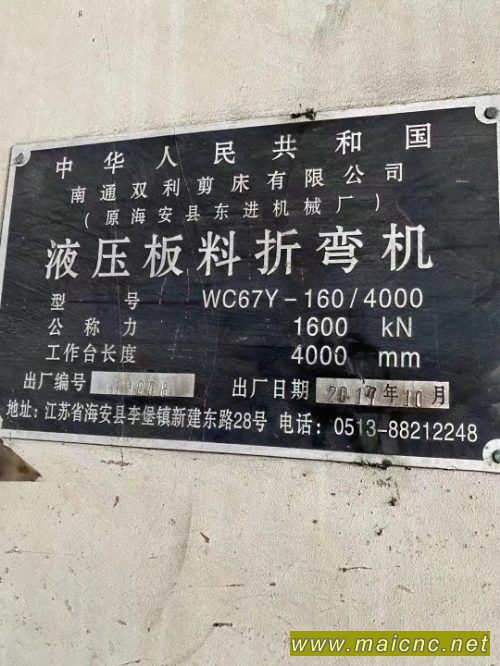 中华人民共和国
南通双利剪床有限公司
（原海安县东进机械厂）
液压板料折弯机
型 号 WC67Y-160/4000
公称力 1600 kN
工作台长度 4000 mm
出厂编号 出厂日期 2017年10月
地址: 江苏省海安县李堡镇新建东路28号 电话: 0513-88212248
www.maicnc.net